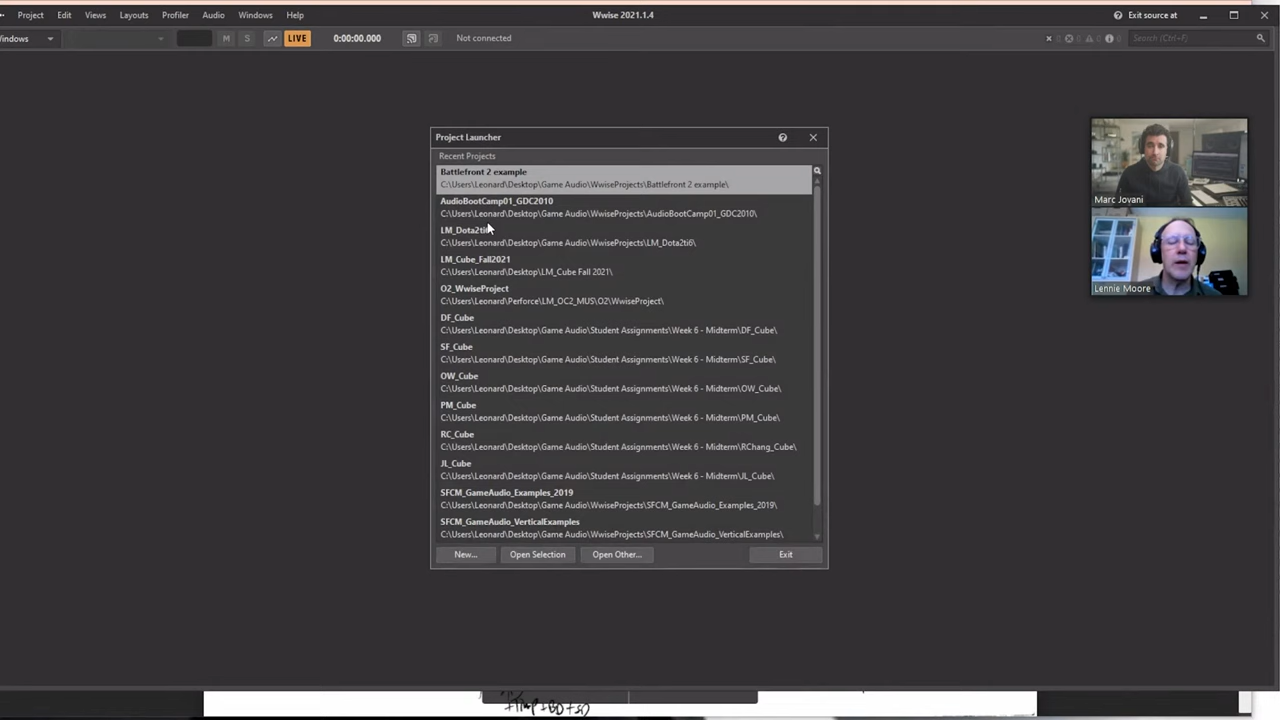 Project Edit Views Layouts Profiler Audio Windows Help Wwise 2021.1.4 Exit source at
indows M S LIVE 0:00:00.000 Not connected Search (Ctrl+F)
Project Launcher
Recent Projects
Battlefront 2 example
C:\Users\Leonard\Desktop\Game Audio\WwiseProjects\Battlefront 2 example\
AudioBootCamp01_GDC2010
C:\Users\Leonard\Desktop\Game Audio\WwiseProjects\AudioBootCamp01_GDC2010\
LM_Dota2ti6
C:\Users\Leonard\Desktop\Game Audio\WwiseProjects\LM_Dota2ti6\
LM_Cube_Fall2021
C:\Users\Leonard\Desktop\LM_Cube Fall 2021\
O2_WwiseProject
C:\Users\Leonard\Perforce\LM_OC2_MUS\O2\WwiseProject\
DF_Cube
C:\Users\Leonard\Desktop\Game Audio\Student Assignments\Week 6 - Midterm\DF_Cube\
SF_Cube
C:\Users\Leonard\Desktop\Game Audio\Student Assignments\Week 6 - Midterm\SF_Cube\
OW_Cube
C:\Users\Leonard\Desktop\Game Audio\Student Assignments\Week 6 - Midterm\OW_Cube\
PM_Cube
C:\Users\Leonard\Desktop\Game Audio\Student Assignments\Week 6 - Midterm\PM_Cube\
RC_Cube
C:\Users\Leonard\Desktop\Game Audio\Student Assignments\Week 6 - Midterm\RChang_Cube\
JL_Cube
C:\Users\Leonard\Desktop\Game Audio\Student Assignments\Week 6 - Midterm\JL_Cube\
SFCM_GameAudio_Examples_2019
C:\Users\Leonard\Desktop\Game Audio\WwiseProjects\SFCM_GameAudio_Examples_2019\
SFCM_GameAudio_VerticalExamples
C:\Users\Leonard\Desktop\Game Audio\WwiseProjects\SFCM_GameAudio_VerticalExamples\
New... Open Selection Open Other... Exit
Marc Jovani
Lennie Moore